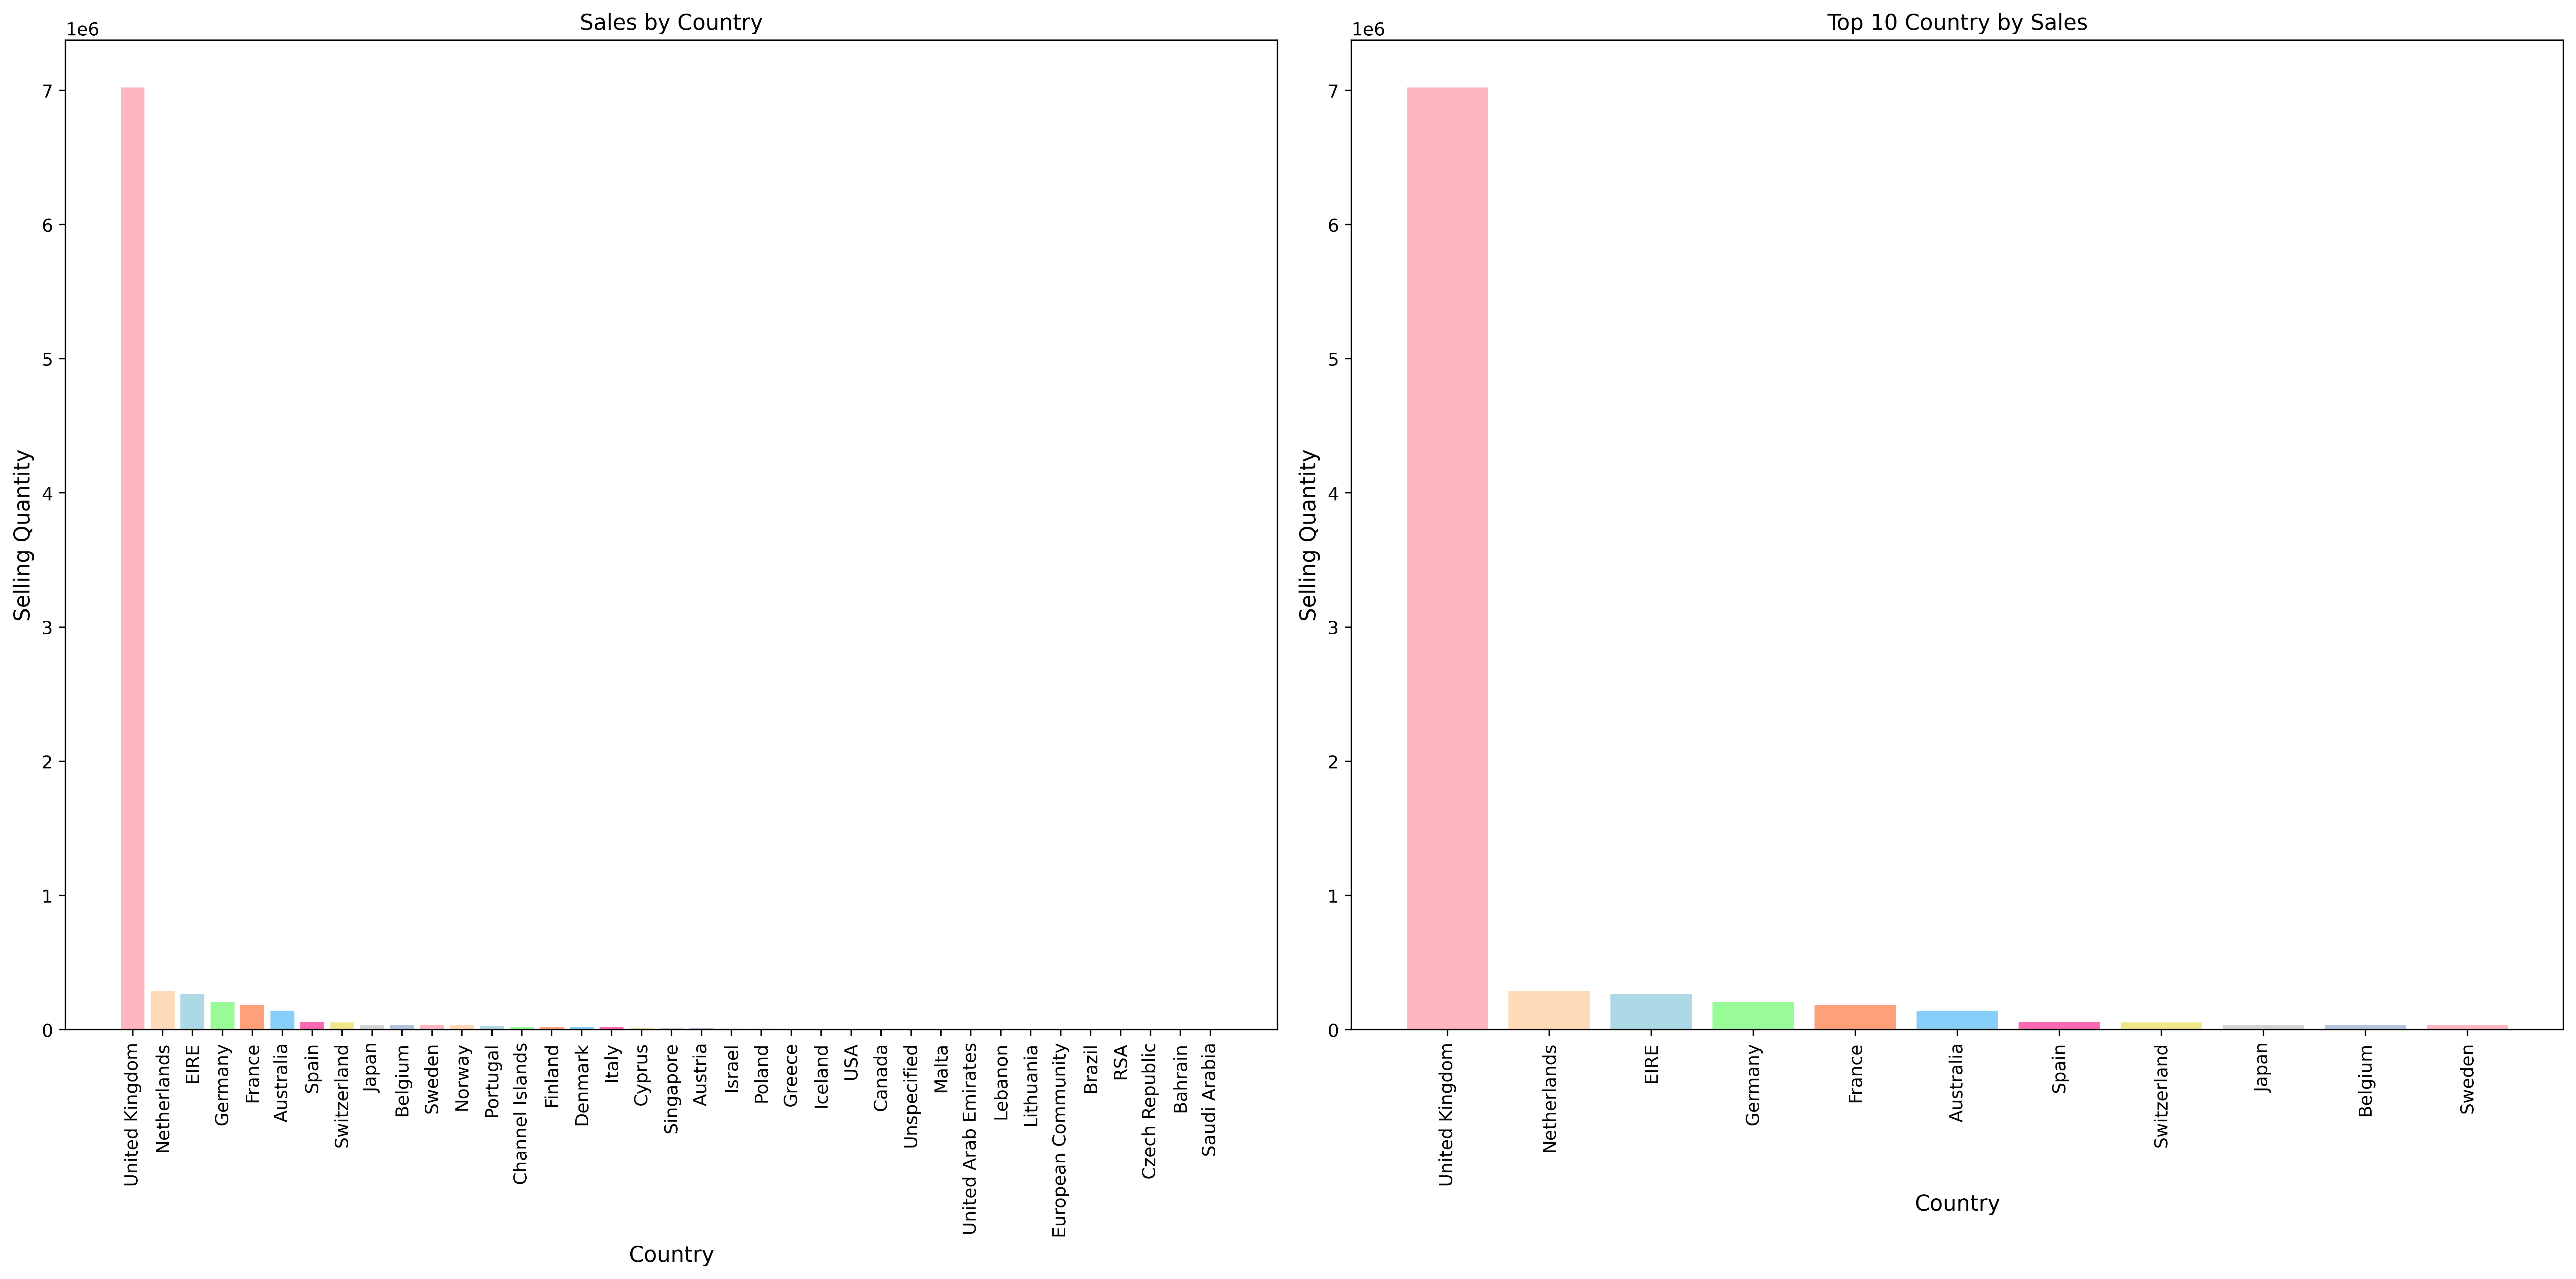 Sales by Country
1e6
7
6
5
4
3
2
1
0
Selling Quantity
United Kingdom
Netherlands
EIRE
Germany
France
Australia
Spain
Switzerland
Japan
Belgium
Sweden
Norway
Portugal
Channel Islands
Finland
Denmark
Italy
Cyprus
Singapore
Austria
Israel
Poland
Greece
Iceland
USA
Canada
Unspecified
Malta
United Arab Emirates
Lebanon
Lithuania
European Community
Brazil
RSA
Czech Republic
Bahrain
Saudi Arabia
Country
Top 10 Country by Sales
1e6
7
6
5
4
3
2
1
0
Selling Quantity
United Kingdom
Netherlands
EIRE
Germany
France
Australia
Spain
Switzerland
Japan
Belgium
Sweden
Country